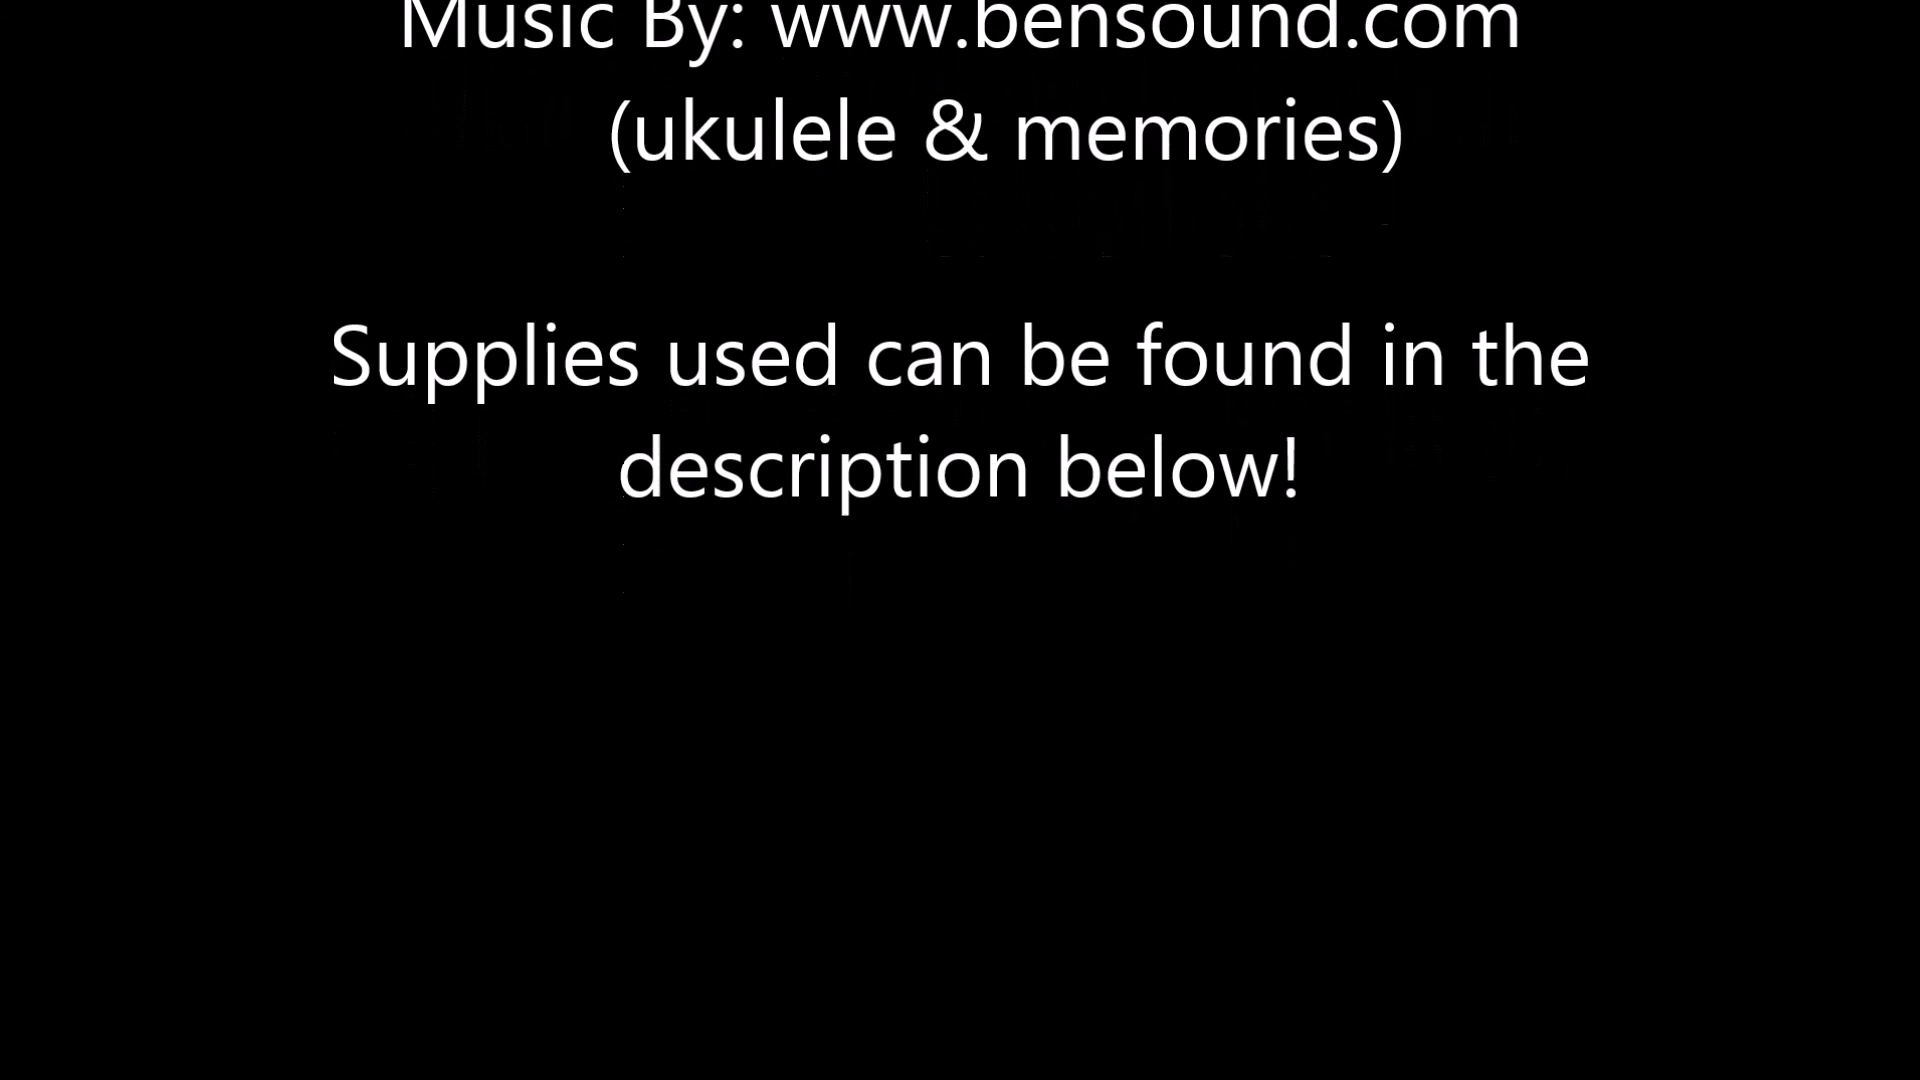 Music By: www.bensound.com
(ukulele & memories)
Supplies used can be found in the
description below!